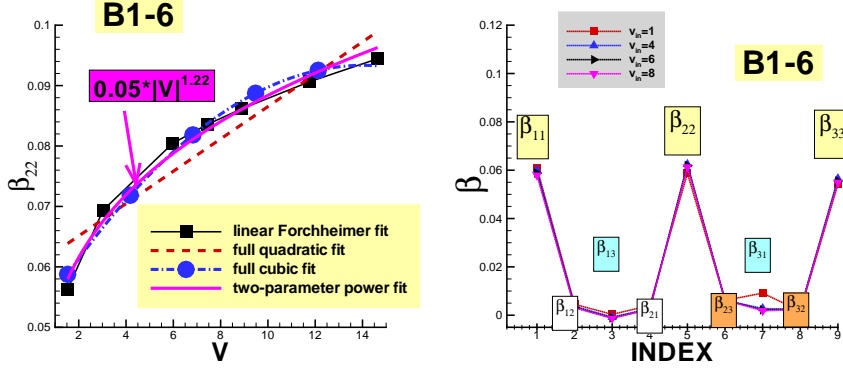 B1-6
0.1
0.09
0.08
0.07
0.06
0.05
β22
0.05*|V|^1.22
linear Forchheimer fit
full quadratic fit
full cubic fit
two-parameter power fit
2 4 6 8 10 12 14
V
B1-6
0.12
0.1
0.08
0.06
0.04
0.02
0
β
v_in=1
v_in=4
v_in=6
v_in=8
β11
β22
β33
β13
β31
β12
β21
β23
β32
1 2 3 4 5 6 7 8 9
INDEX